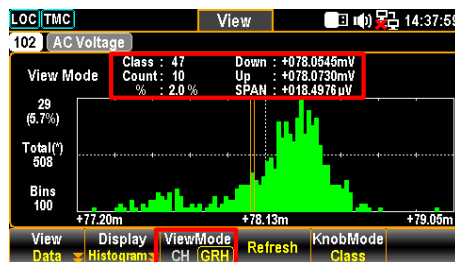 LOC TMC View 14:37:59
102 AC Voltage
View Mode
Class : 47 Down : +078.0545mV
Count : 10 Up : +078.0730mV
% : 2.0 % SPAN : +018.4976µV
29
(5.7%)
Total(*)
508
Bins
100
+77.20m +78.13m +79.05m
View Display ViewMode Refresh KnobMode
Data Histogram CH GRH Class